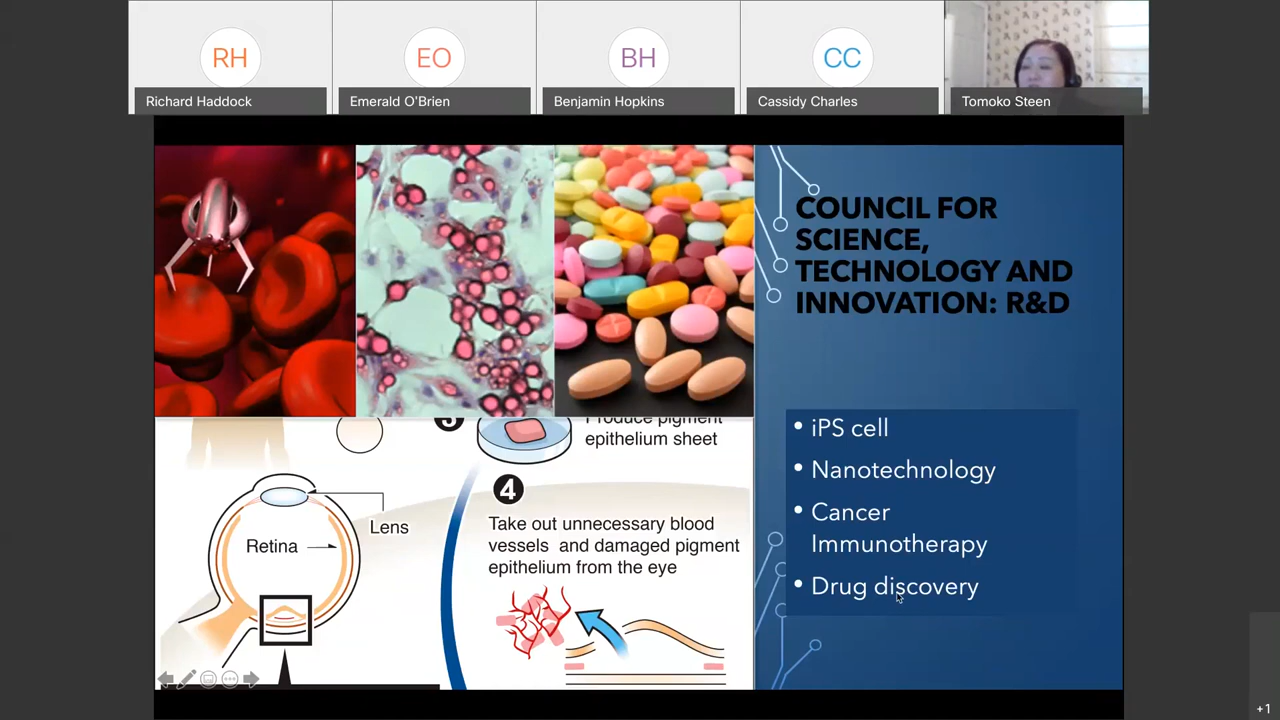 RH
EO
BH
CC
Richard Haddock
Emerald O'Brien
Benjamin Hopkins
Cassidy Charles
Tomoko Steen
COUNCIL FOR
SCIENCE,
TECHNOLOGY AND
INNOVATION: R&D
• iPS cell
• Nanotechnology
• Cancer
Immunotherapy
• Drug discovery
3
Produce pigment
epithelium sheet
4
Take out unnecessary blood
vessels and damaged pigment
epithelium from the eye
Lens
Retina
+1